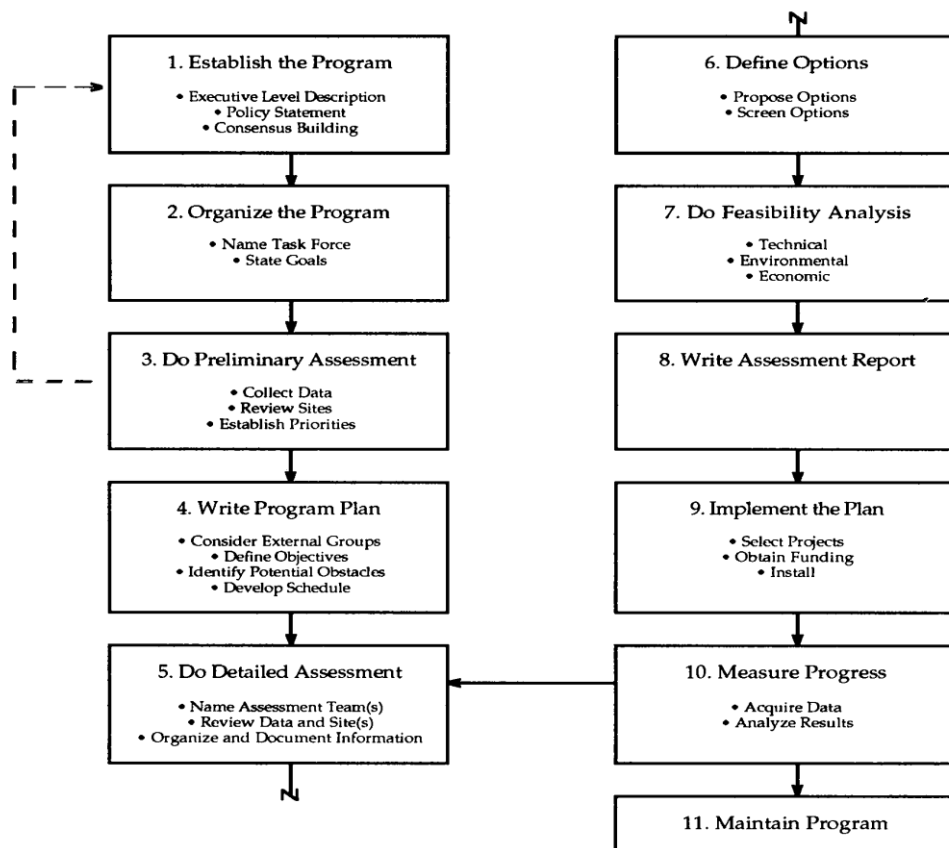 1. Establish the Program
• Executive Level Description
• Policy Statement
• Consensus Building
2. Organize the Program
• Name Task Force
• State Goals
3. Do Preliminary Assessment
• Collect Data
• Review Sites
• Establish Priorities
4. Write Program Plan
• Consider External Groups
• Define Objectives
• Identify Potential Obstacles
• Develop Schedule
5. Do Detailed Assessment
• Name Assessment Team(s)
• Review Data and Site(s)
• Organize and Document Information
6. Define Options
• Propose Options
• Screen Options
7. Do Feasibility Analysis
• Technical
• Environmental
• Economic
8. Write Assessment Report
9. Implement the Plan
• Select Projects
• Obtain Funding
• Install
10. Measure Progress
• Acquire Data
• Analyze Results
11. Maintain Program